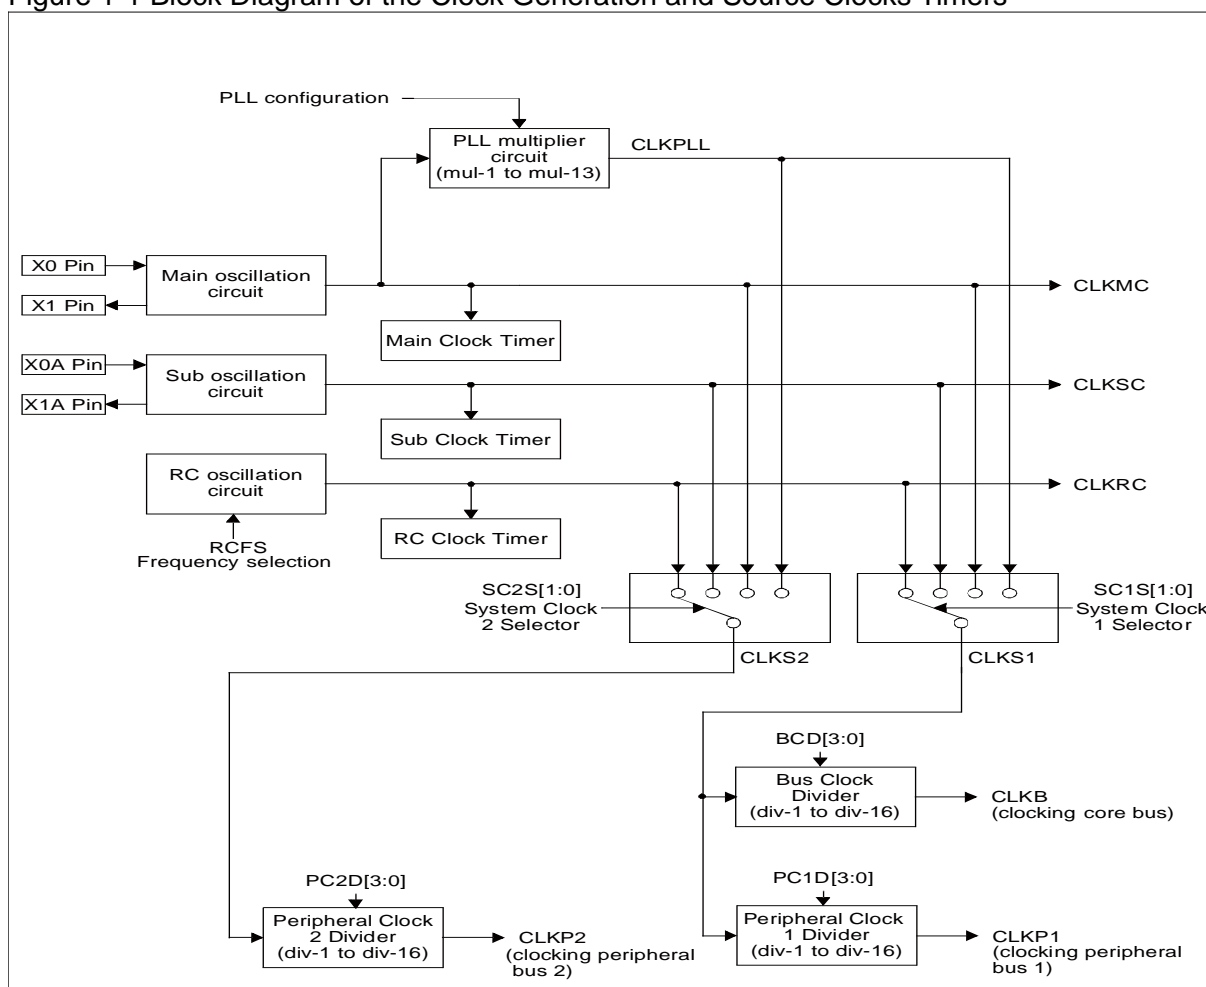 Figure 1-1 Block Diagram of the Clock Generation and Source Clocks Timers
PLL configuration
PLL multiplier
circuit
(mul-1 to mul-13)
CLKPLL
X0 Pin
X1 Pin
Main oscillation
circuit
CLKMC
Main Clock Timer
X0A Pin
X1A Pin
Sub oscillation
circuit
CLKSC
Sub Clock Timer
RC oscillation
circuit
CLKRC
RC Clock Timer
RCFS
Frequency selection
SC2S[1:0]
System Clock
2 Selector
SC1S[1:0]
System Clock
1 Selector
CLKS2
CLKS1
BCD[3:0]
Bus Clock
Divider
(div-1 to div-16)
CLKB
(clocking core bus)
PC2D[3:0]
Peripheral Clock
2 Divider
(div-1 to div-16)
CLKP2
(clocking peripheral
bus 2)
PC1D[3:0]
Peripheral Clock
1 Divider
(div-1 to div-16)
CLKP1
(clocking peripheral
bus 1)